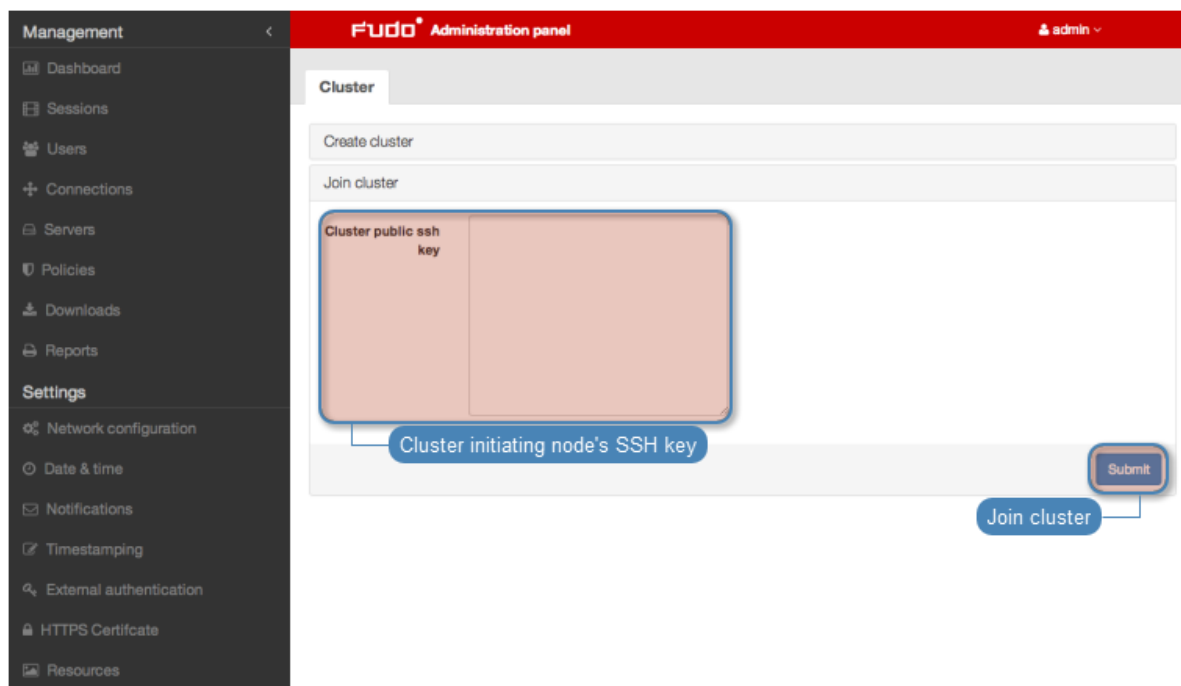 Management
FUDO Administration panel
admin
Dashboard
Sessions
Users
Connections
Servers
Policies
Downloads
Reports
Settings
Network configuration
Date & time
Notifications
Timestamping
External authentication
HTTPS Certifcate
Resources
Cluster
Create cluster
Join cluster
Cluster public ssh
key
Cluster initiating node's SSH key
Submit
Join cluster